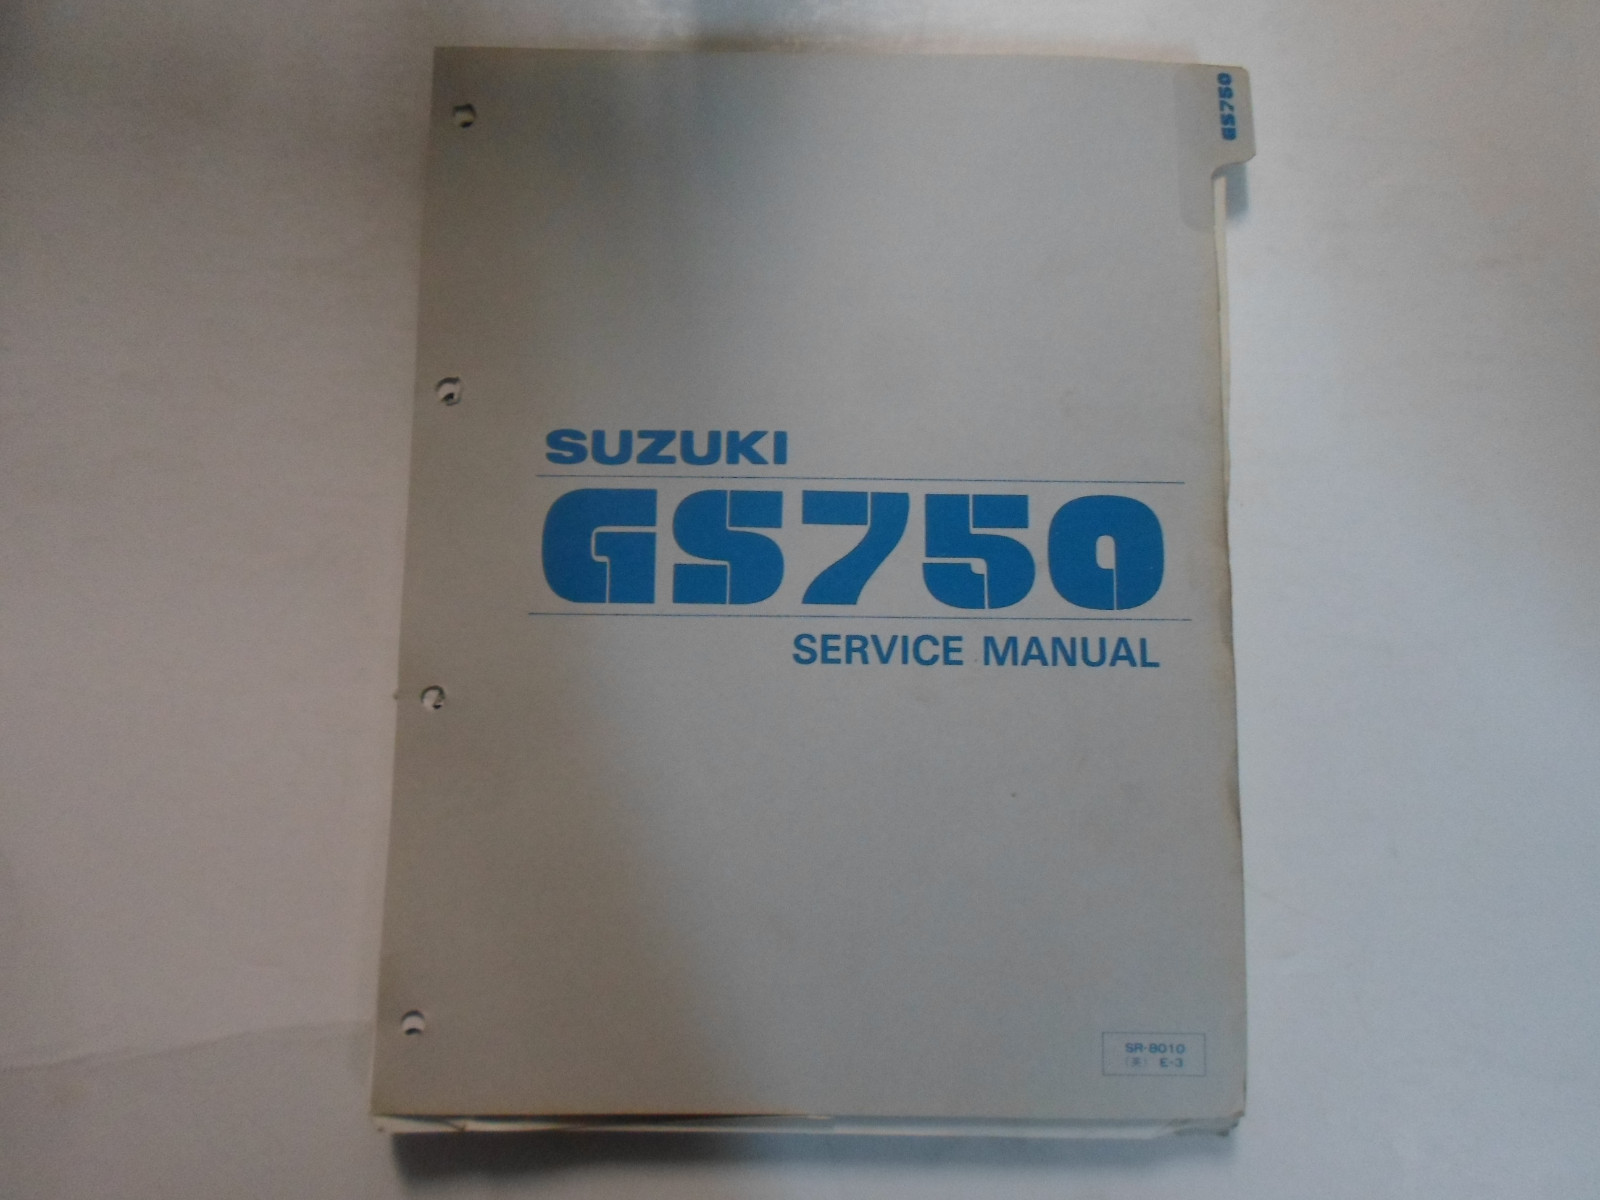 GS750
SUZUKI
GS750
SERVICE MANUAL
SR-8010
E-3